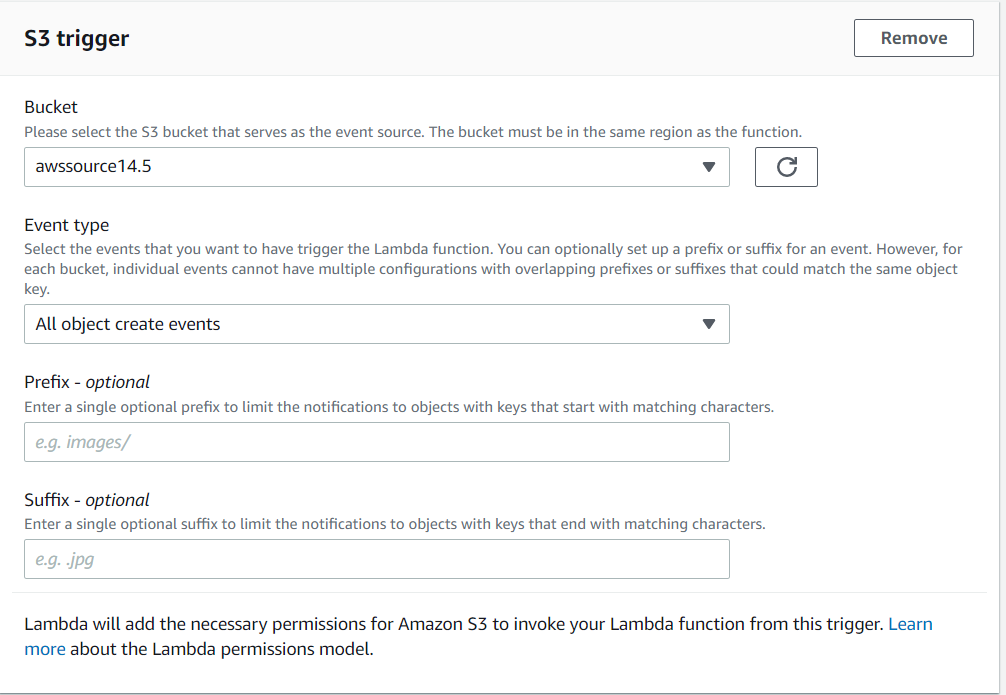 S3 trigger
Remove
Bucket
Please select the S3 bucket that serves as the event source. The bucket must be in the same region as the function.
awssource14.5
Event type
Select the events that you want to have trigger the Lambda function. You can optionally set up a prefix or suffix for an event. However, for
each bucket, individual events cannot have multiple configurations with overlapping prefixes or suffixes that could match the same object
key.
All object create events
Prefix - optional
Enter a single optional prefix to limit the notifications to objects with keys that start with matching characters.
e.g. images/
Suffix - optional
Enter a single optional suffix to limit the notifications to objects with keys that end with matching characters.
e.g. .jpg
Lambda will add the necessary permissions for Amazon S3 to invoke your Lambda function from this trigger. Learn
more about the Lambda permissions model.